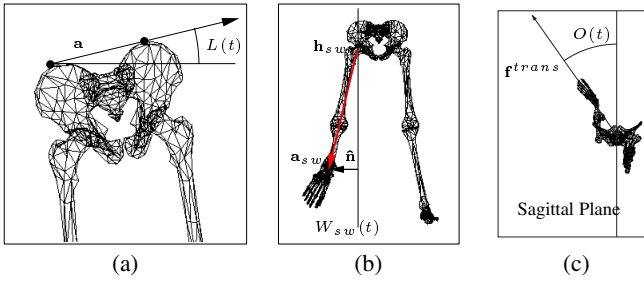 a
L(t)
(a)
h_sw
a_sw
n̂
W_sw(t)
(b)
O(t)
f^trans
Sagittal Plane
(c)